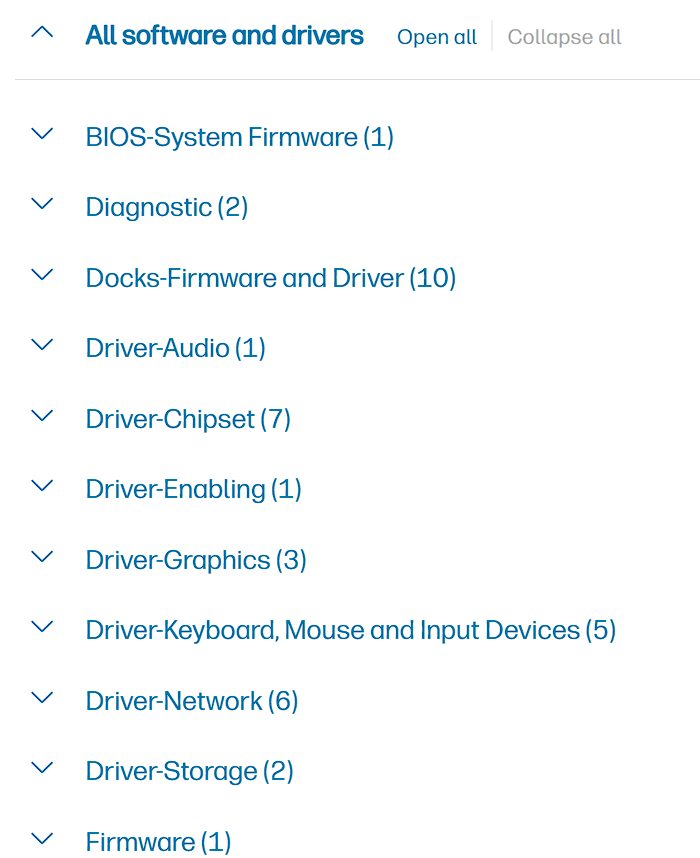 All software and drivers Open all Collapse all
BIOS-System Firmware (1)
Diagnostic (2)
Docks-Firmware and Driver (10)
Driver-Audio (1)
Driver-Chipset (7)
Driver-Enabling (1)
Driver-Graphics (3)
Driver-Keyboard, Mouse and Input Devices (5)
Driver-Network (6)
Driver-Storage (2)
Firmware (1)